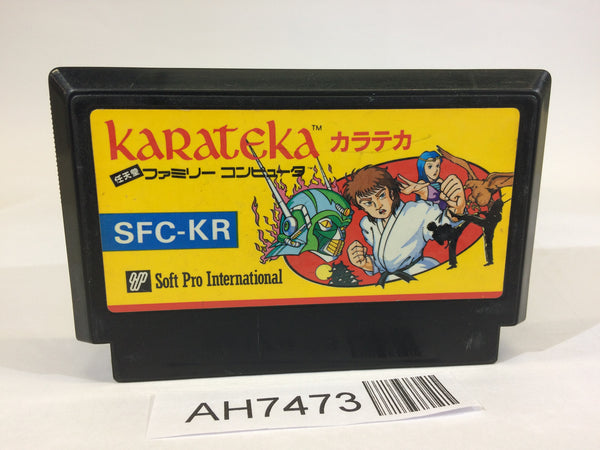 KARATEKA™ カラテカ
任天堂 ファミリー コンピュータ
SFC-KR
Soft Pro International
AH7473